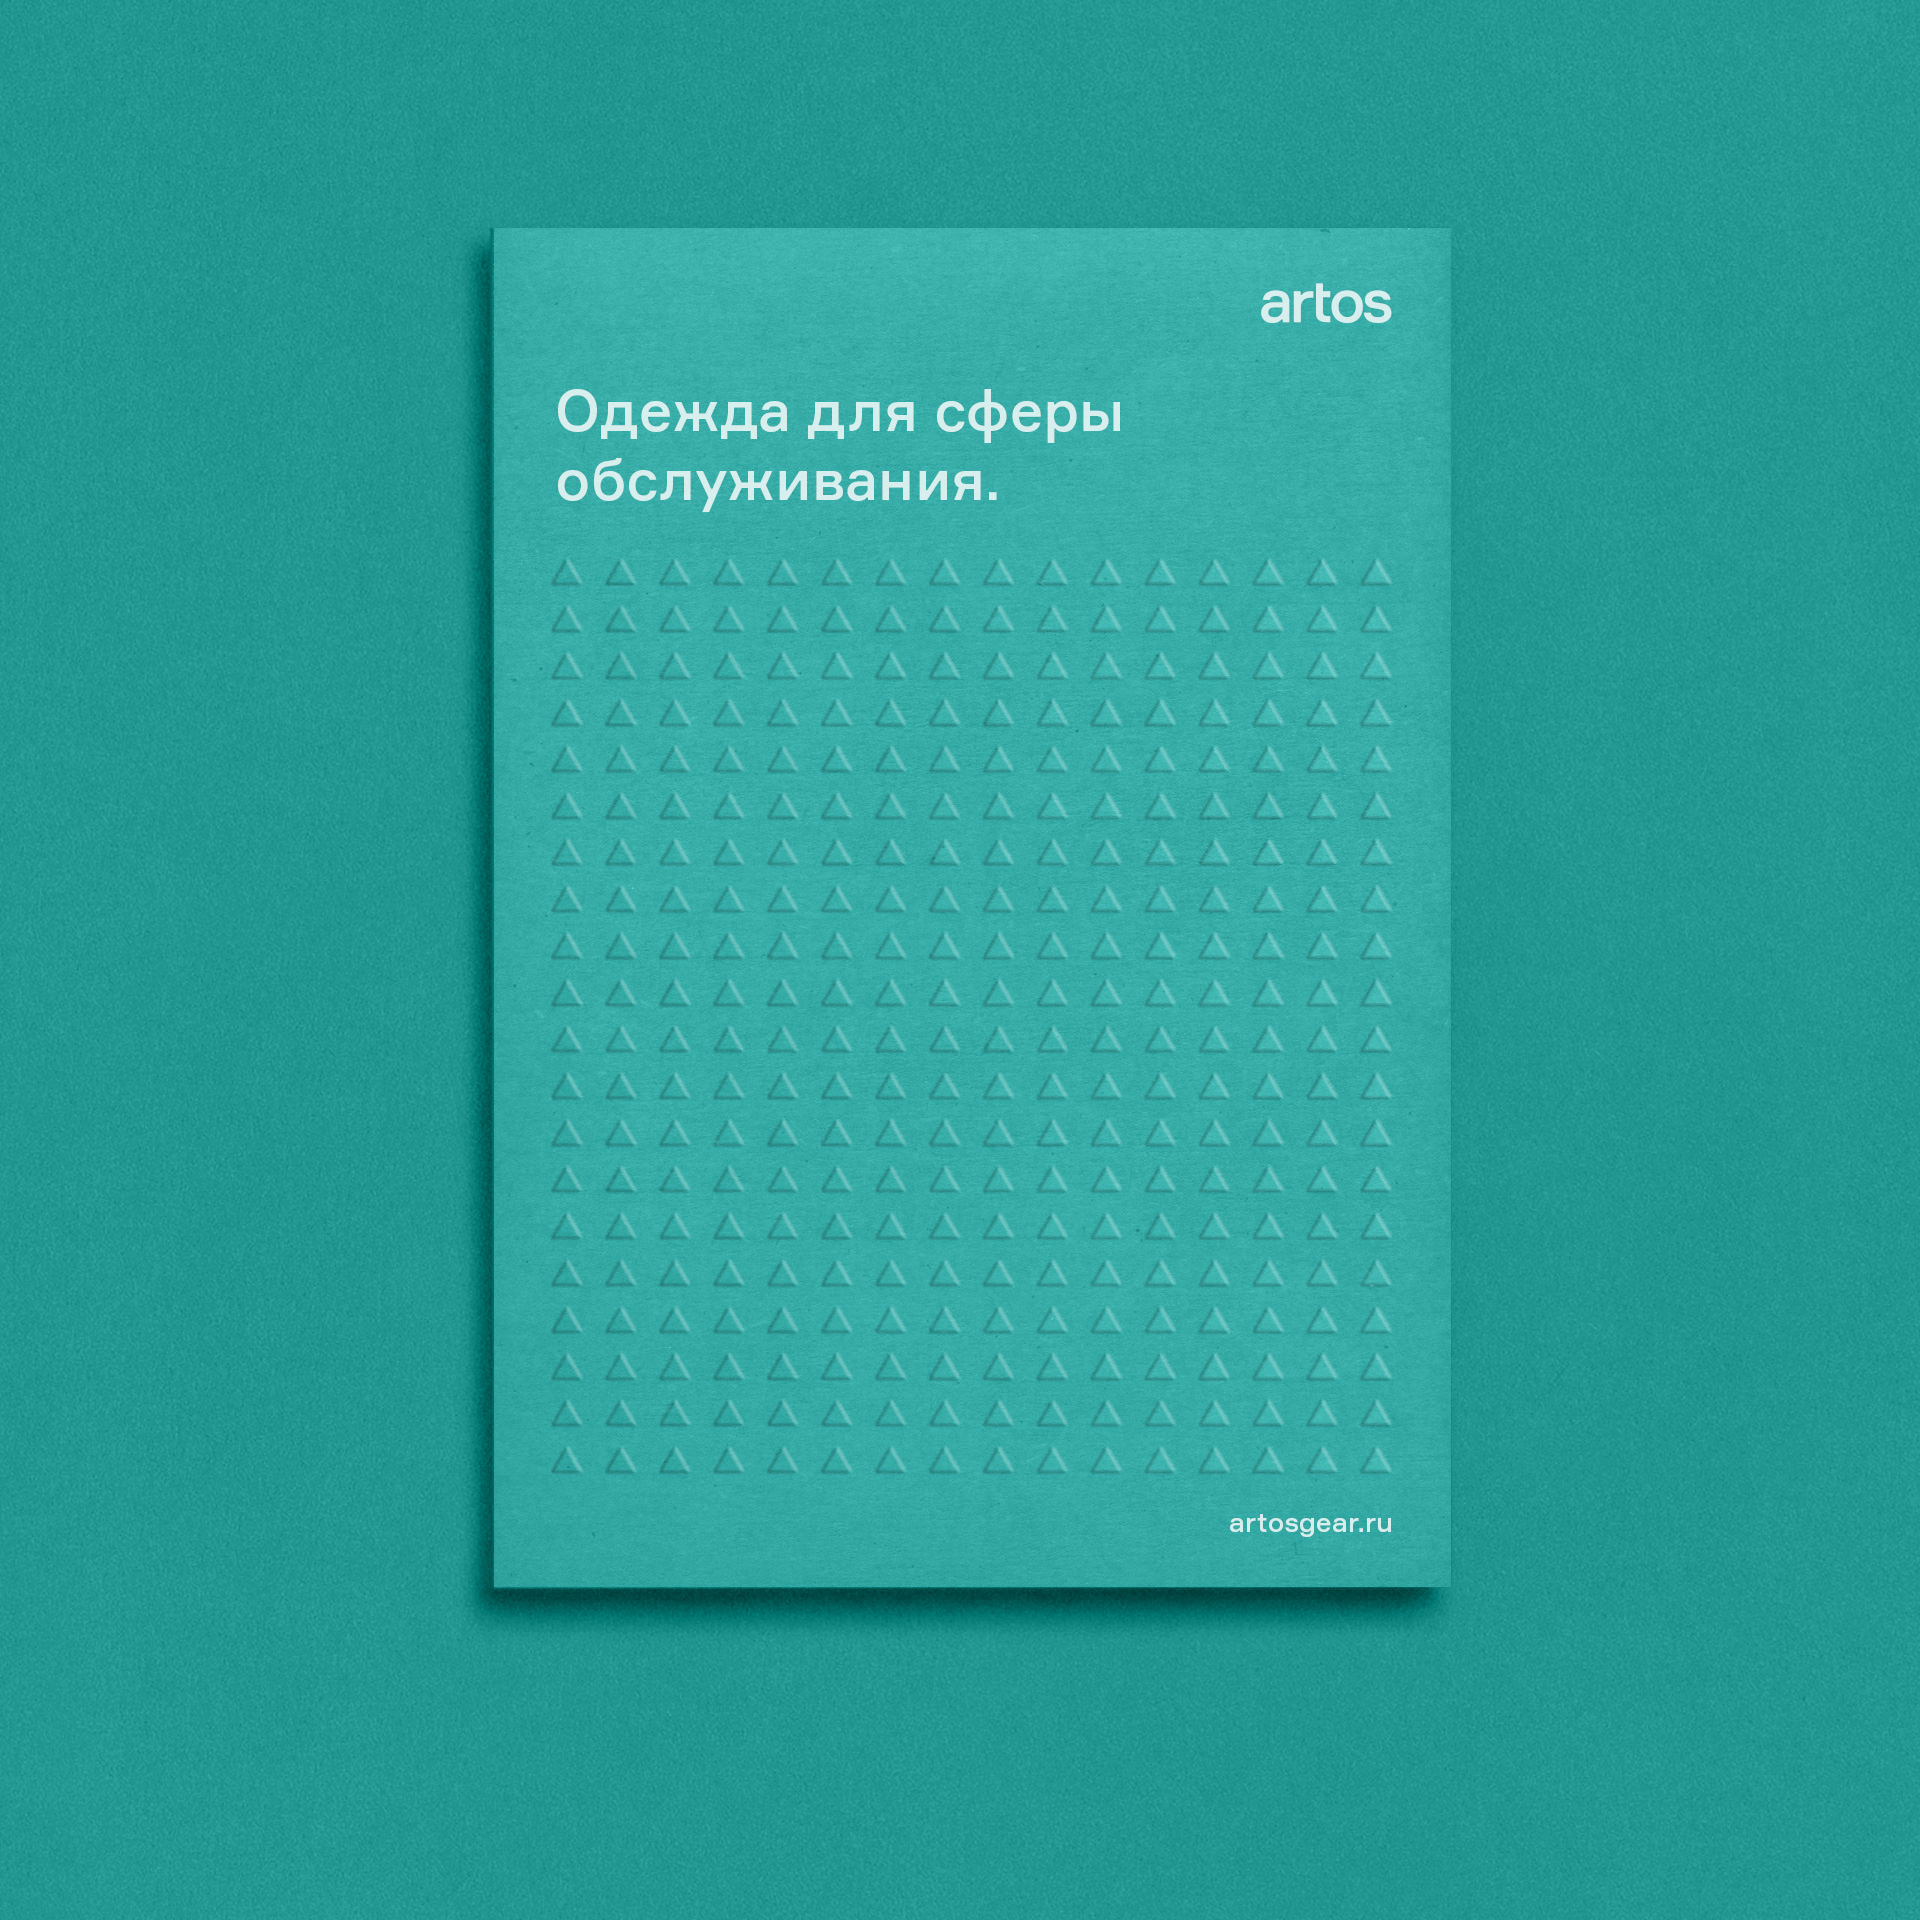 artos
Одежда для сферы
обслуживания.
artosgear.ru